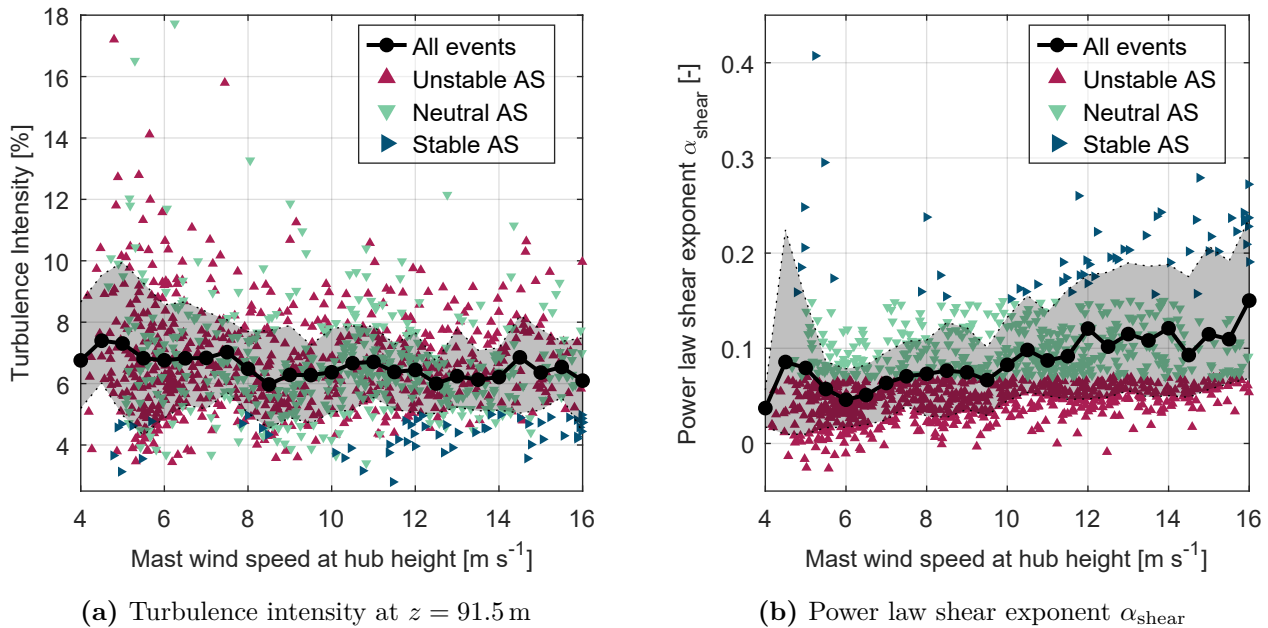 18
16
14
12
10
8
6
4
Turbulence Intensity [%]
All events
Unstable AS
Neutral AS
Stable AS
4 6 8 10 12 14 16
Mast wind speed at hub height [m s⁻¹]
(a) Turbulence intensity at z = 91.5 m
0.4
0.3
0.2
0.1
0
Power law shear exponent α_shear [-]
All events
Unstable AS
Neutral AS
Stable AS
4 6 8 10 12 14 16
Mast wind speed at hub height [m s⁻¹]
(b) Power law shear exponent α_shear